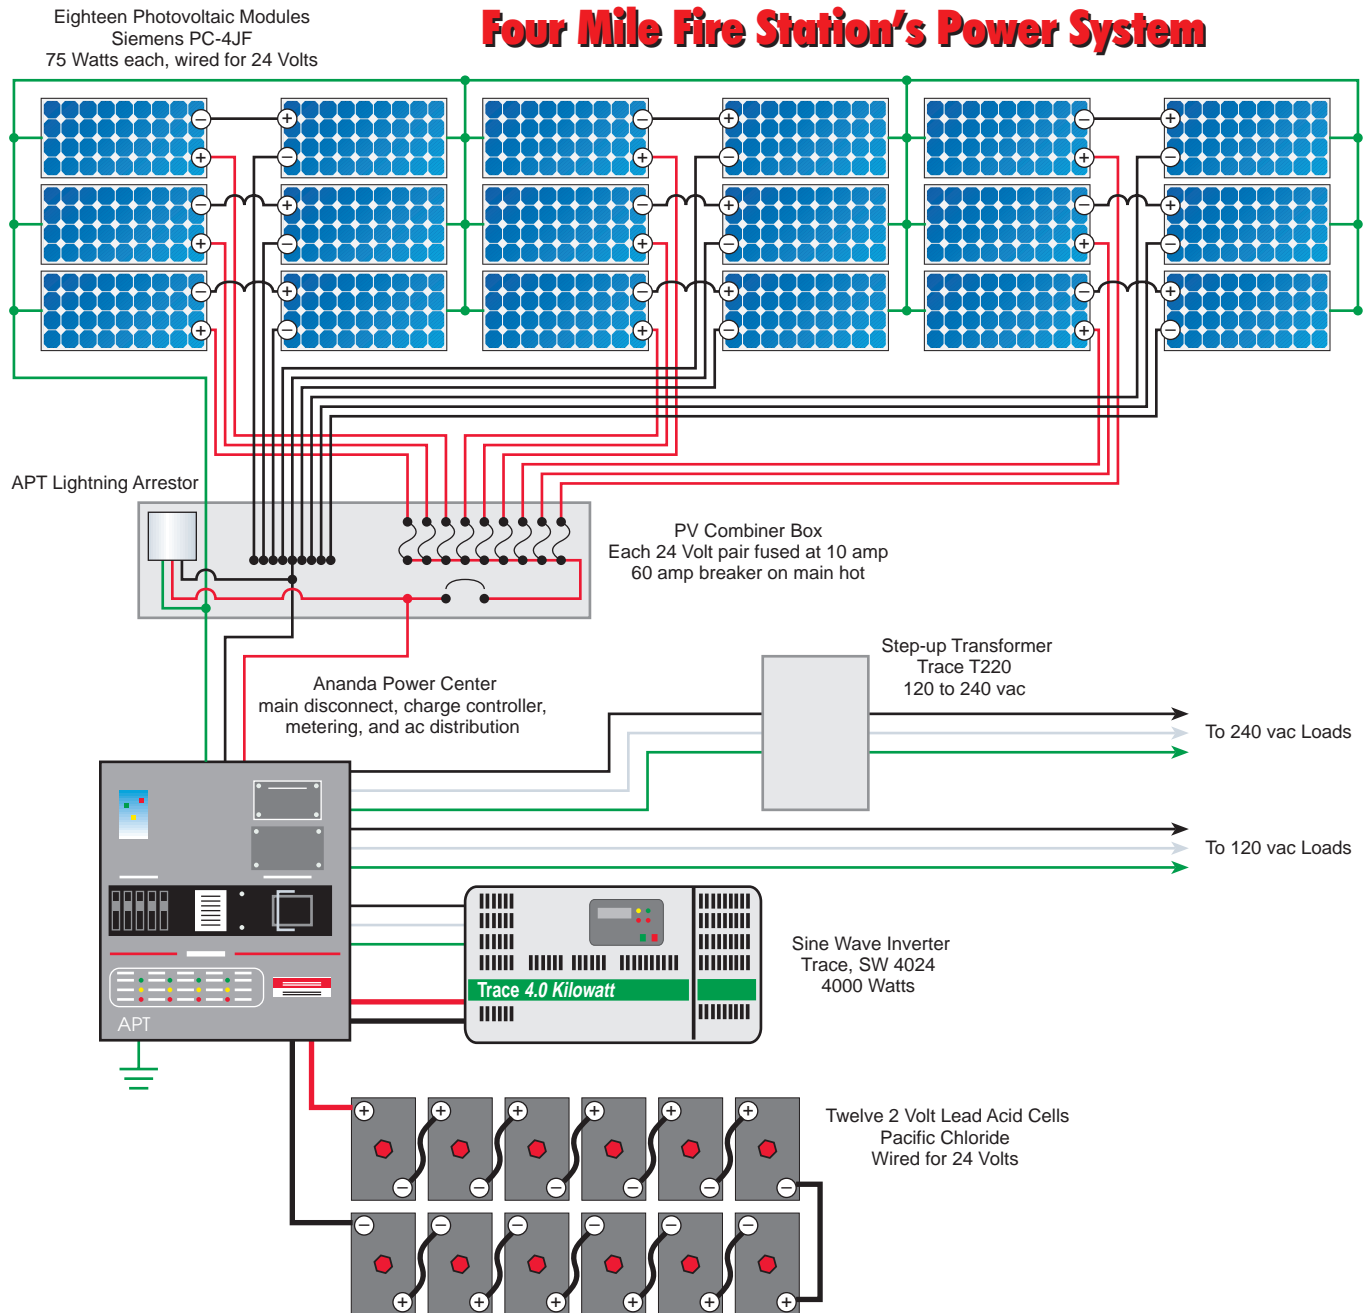 Eighteen Photovoltaic Modules
Siemens PC-4JF
75 Watts each, wired for 24 Volts
Four Mile Fire Station's Power System
APT Lightning Arrestor
PV Combiner Box
Each 24 Volt pair fused at 10 amp
60 amp breaker on main hot
Ananda Power Center
main disconnect, charge controller,
metering, and ac distribution
Step-up Transformer
Trace T220
120 to 240 vac
To 240 vac Loads
To 120 vac Loads
Sine Wave Inverter
Trace, SW 4024
4000 Watts
Trace 4.0 Kilowatt
APT
Twelve 2 Volt Lead Acid Cells
Pacific Chloride
Wired for 24 Volts